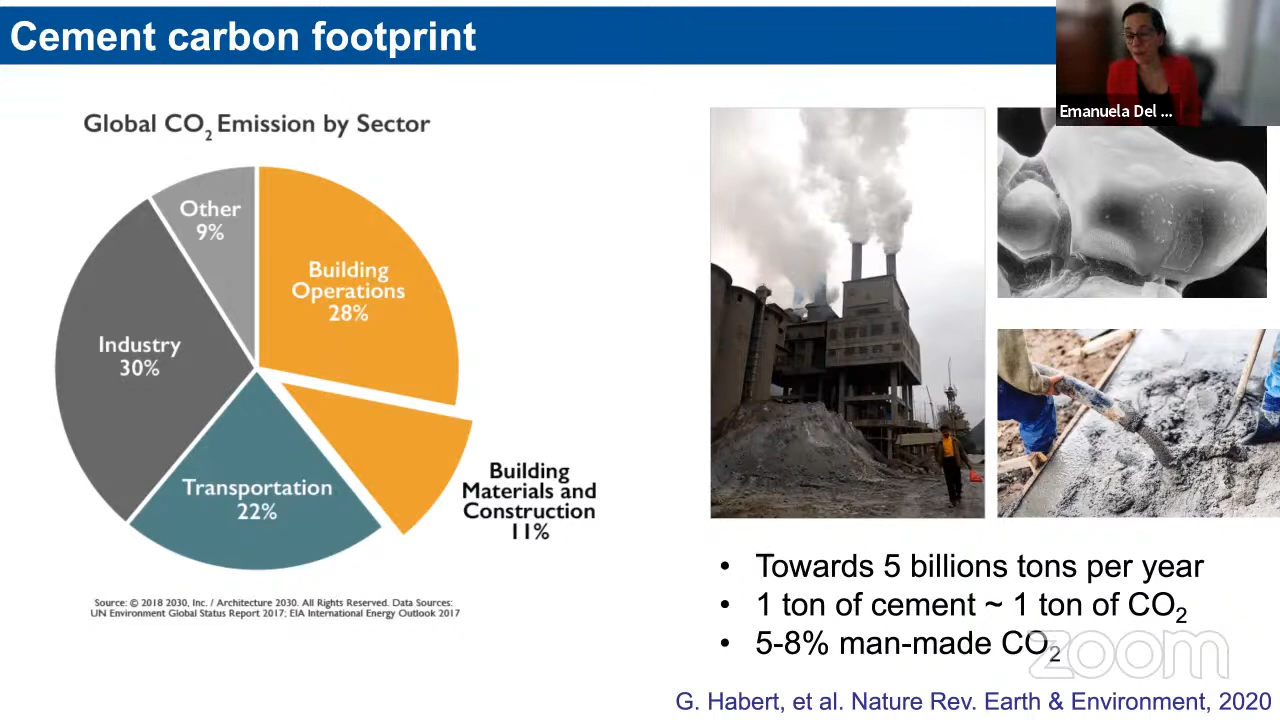 Cement carbon footprint
Emanuela Del ...
Global CO2 Emission by Sector
Other
9%
Building
Operations
28%
Industry
30%
Transportation
22%
Building
Materials and
Construction
11%
Source: © 2018 2030, Inc. / Architecture 2030. All Rights Reserved. Data Sources:
UN Environment Global Status Report 2017; EIA International Energy Outlook 2017
• Towards 5 billions tons per year
• 1 ton of cement ~ 1 ton of CO2
• 5-8% man-made CO2
zoom
G. Habert, et al. Nature Rev. Earth & Environment, 2020